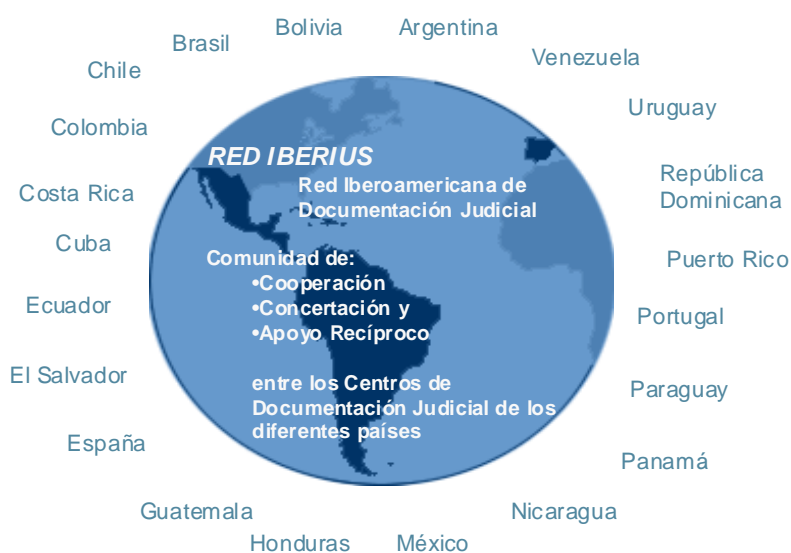 Bolivia
Argentina
Brasil
Venezuela
Chile
Uruguay
Colombia
RED IBERIUS
República
Dominicana
Red Iberoamericana de
Documentación Judicial
Costa Rica
Cuba
Puerto Rico
Comunidad de:
•Cooperación
•Concertación y
•Apoyo Recíproco
Ecuador
Portugal
El Salvador
Paraguay
entre los Centros de
Documentación Judicial de los
diferentes países
España
Panamá
Guatemala
Nicaragua
Honduras
México